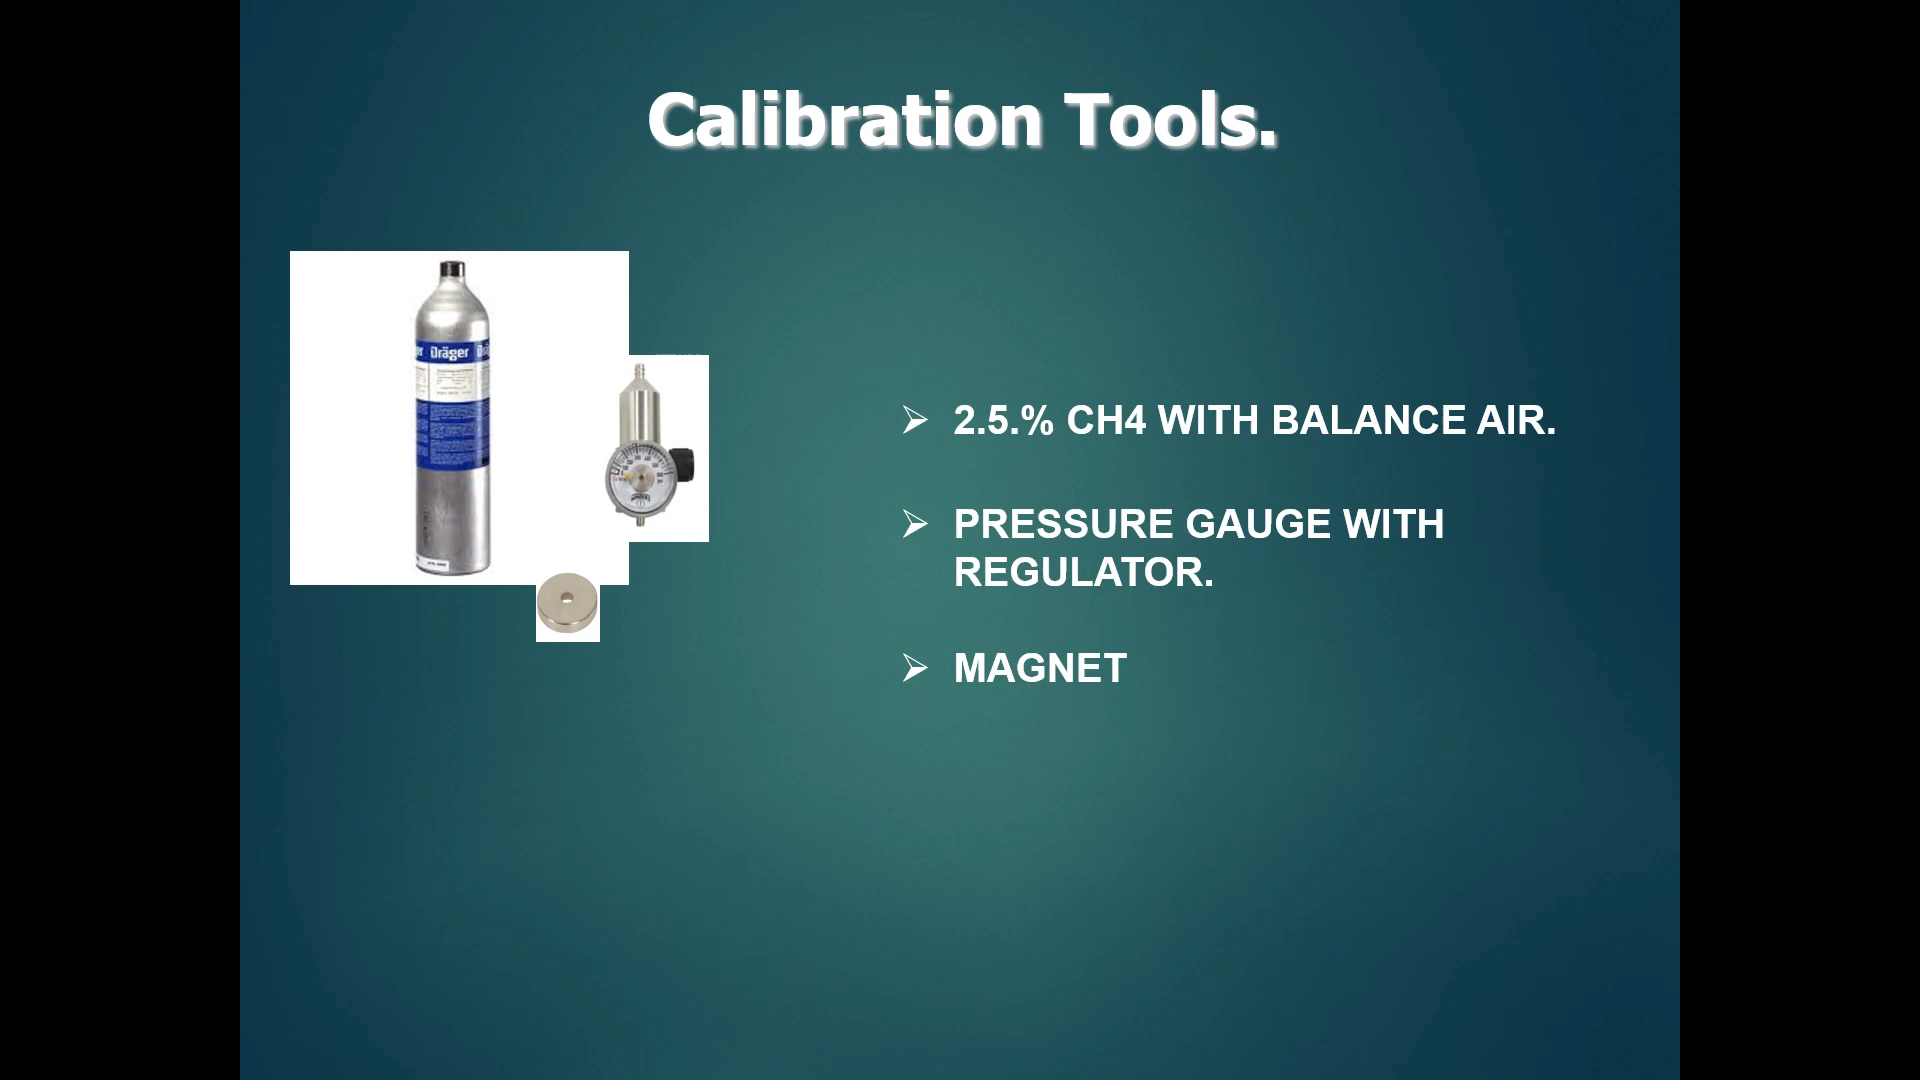 Calibration Tools.
Dräger
2.5.% CH4 WITH BALANCE AIR.
PRESSURE GAUGE WITH
REGULATOR.
MAGNET